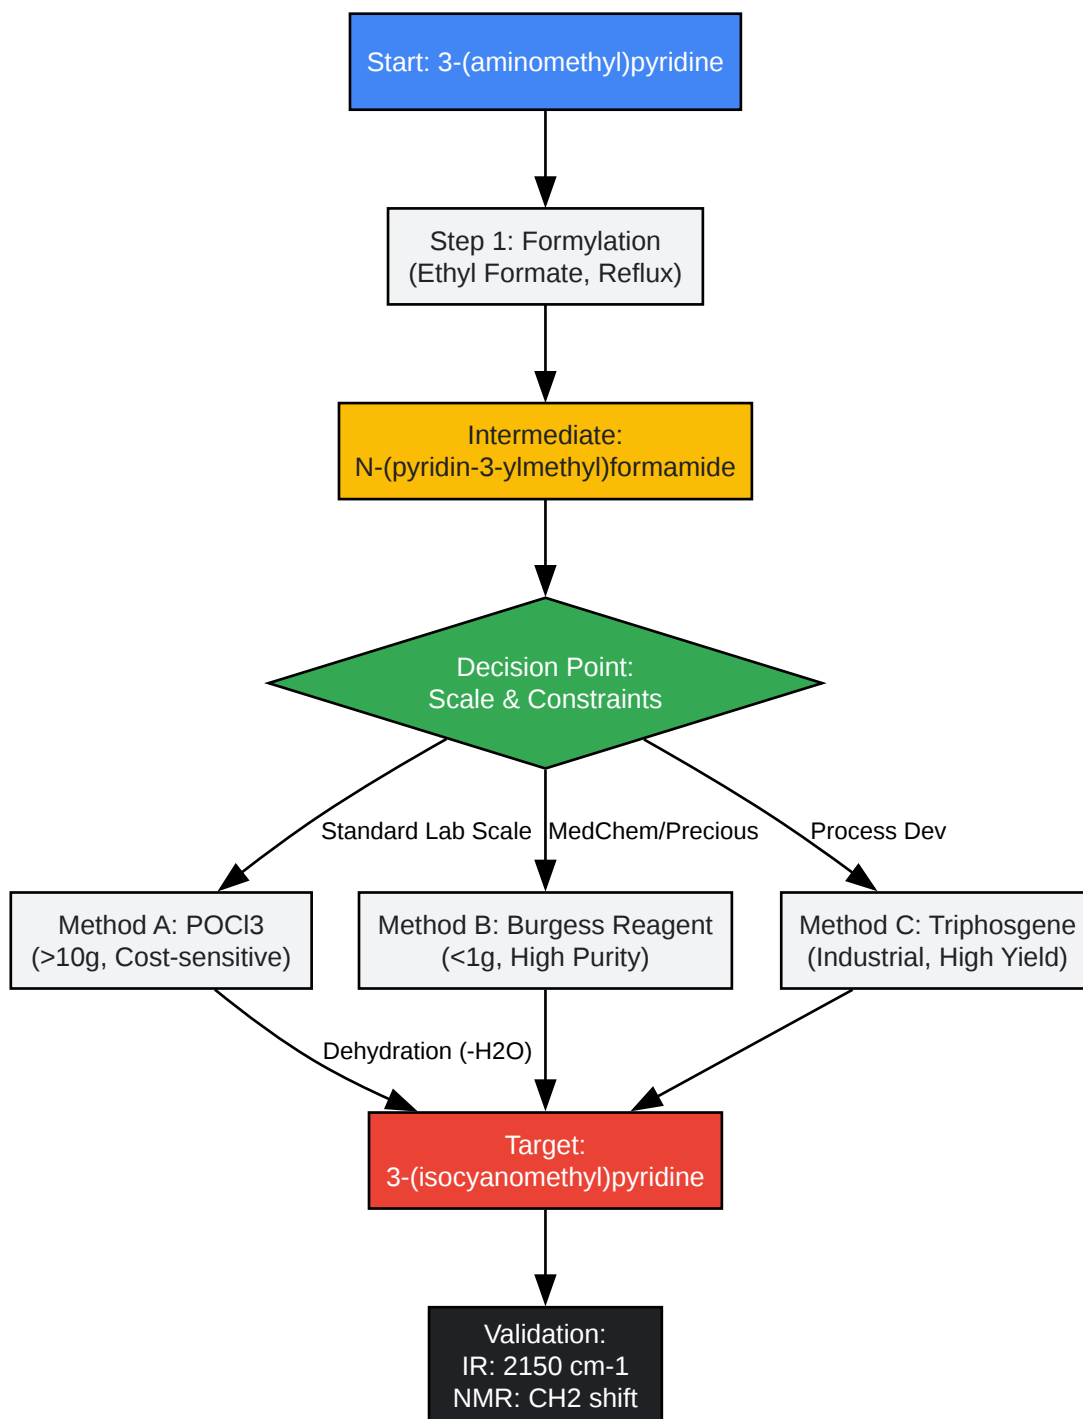 Start: 3-(aminomethyl)pyridine
Step 1: Formylation
(Ethyl Formate, Reflux)
Intermediate:
N-(pyridin-3-ylmethyl)formamide
Decision Point:
Scale & Constraints
Standard Lab Scale
MedChem/Precious
Process Dev
Method A: POCl3
(>10g, Cost-sensitive)
Method B: Burgess Reagent
(<1g, High Purity)
Method C: Triphosgene
(Industrial, High Yield)
Dehydration (-H2O)
Target:
3-(isocyanomethyl)pyridine
Validation:
IR: 2150 cm-1
NMR: CH2 shift